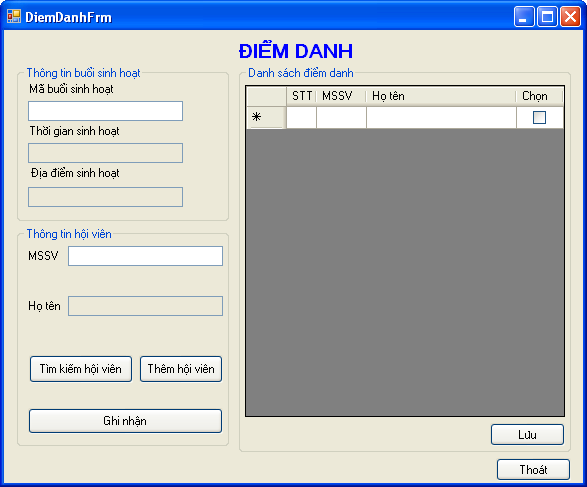 DiemDanhFrm
ĐIỂM DANH
Thông tin buổi sinh hoạt
Mã buổi sinh hoạt
Thời gian sinh hoạt
Địa điểm sinh hoạt
Thông tin hội viên
MSSV
Họ tên
Tìm kiếm hội viên Thêm hội viên
Ghi nhận
Danh sách điểm danh
STT MSSV Họ tên Chọn
Lưu
Thoát